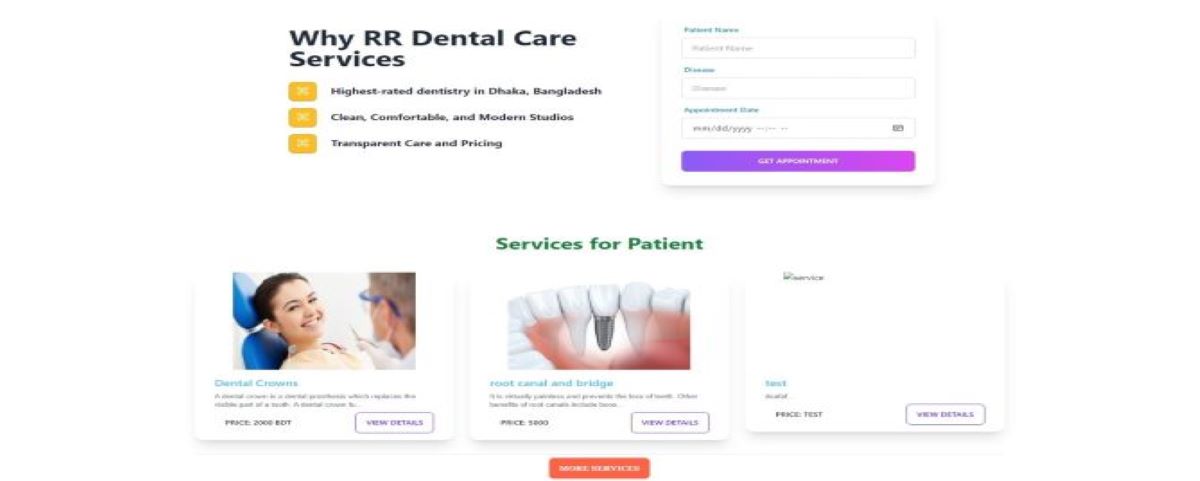 Why RR Dental Care
Services
Highest-rated dentistry in Dhaka, Bangladesh
Clean, Comfortable, and Modern Studios
Transparent Care and Pricing
Patient Name
Patient Name
Disease
Disease
Appointment Date
mm/dd/yyyy --:-- --
GET APPOINTMENT
Services for Patient
Dental Crowns
A dental crown is a dental prosthesis which replaces the
visible part of a tooth. A dental crown is...
PRICE: 2000 BDT
VIEW DETAILS
root canal and bridge
It is virtually painless and prevents the loss of teeth. Other
benefits of root canals include bone...
PRICE: 5000
VIEW DETAILS
service
test
PRICE: TEST
VIEW DETAILS
MORE SERVICES